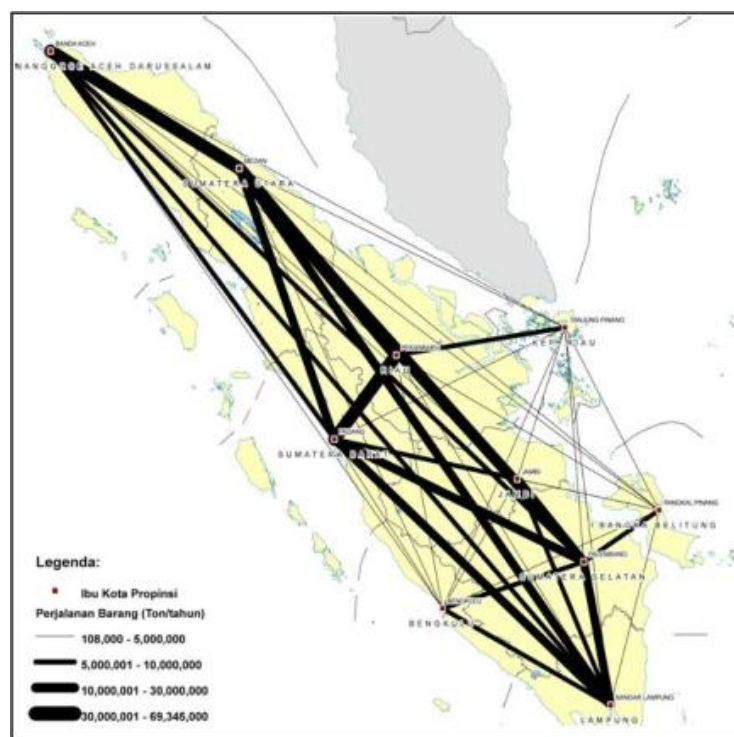 BANDA ACEH
NANGGROE ACEH DARUSSALAM
MEDAN
SUMATERA UTARA
TANJUNG PINANG
KEP. RIAU
RIAU
PADANG
SUMATERA BARAT
JAMBI
JAMBI
PANGKAL PINANG
BANGKA BELITUNG
PALEMBANG
SUMATERA SELATAN
BENGKULU
BENGKULU
BANDAR LAMPUNG
LAMPUNG
Legenda:
Ibu Kota Propinsi
Perjalanan Barang (Ton/tahun)
108,000 - 5,000,000
5,000,001 - 10,000,000
10,000,001 - 30,000,000
30,000,001 - 69,345,000